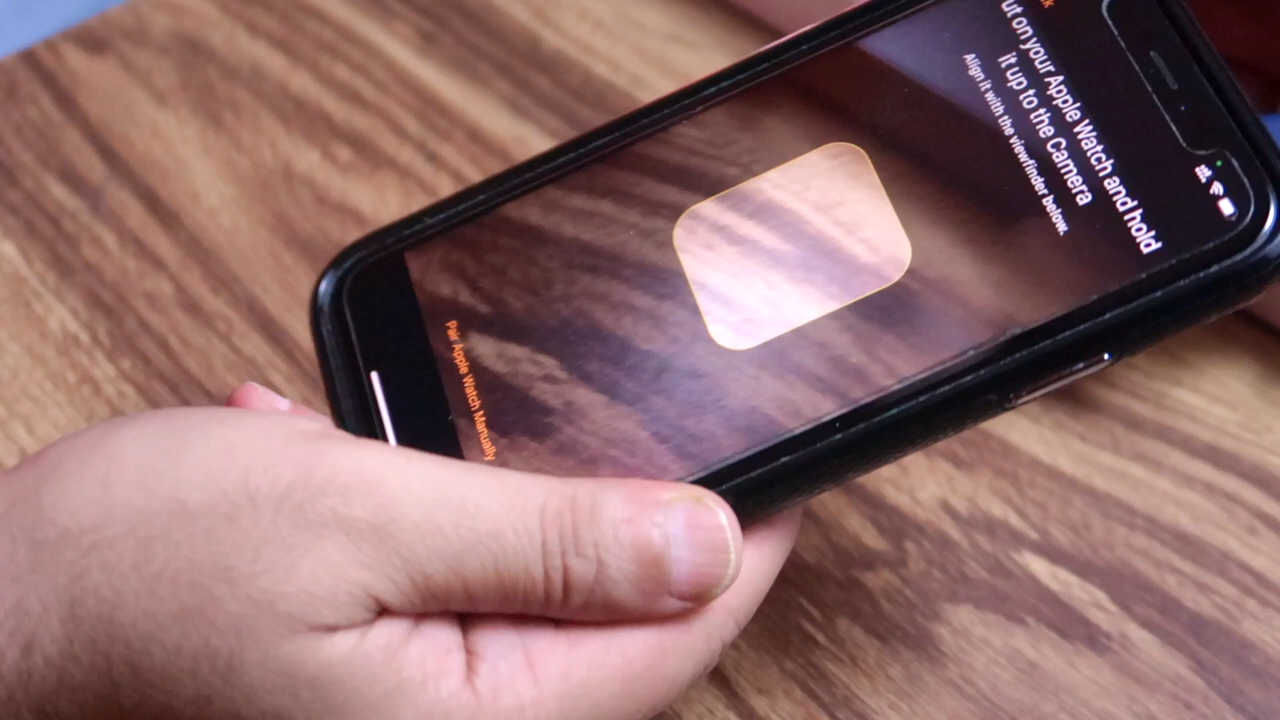 ut on your Apple Watch and hold
it up to the Camera
Align it with the viewfinder below.
Pair Apple Watch Manually